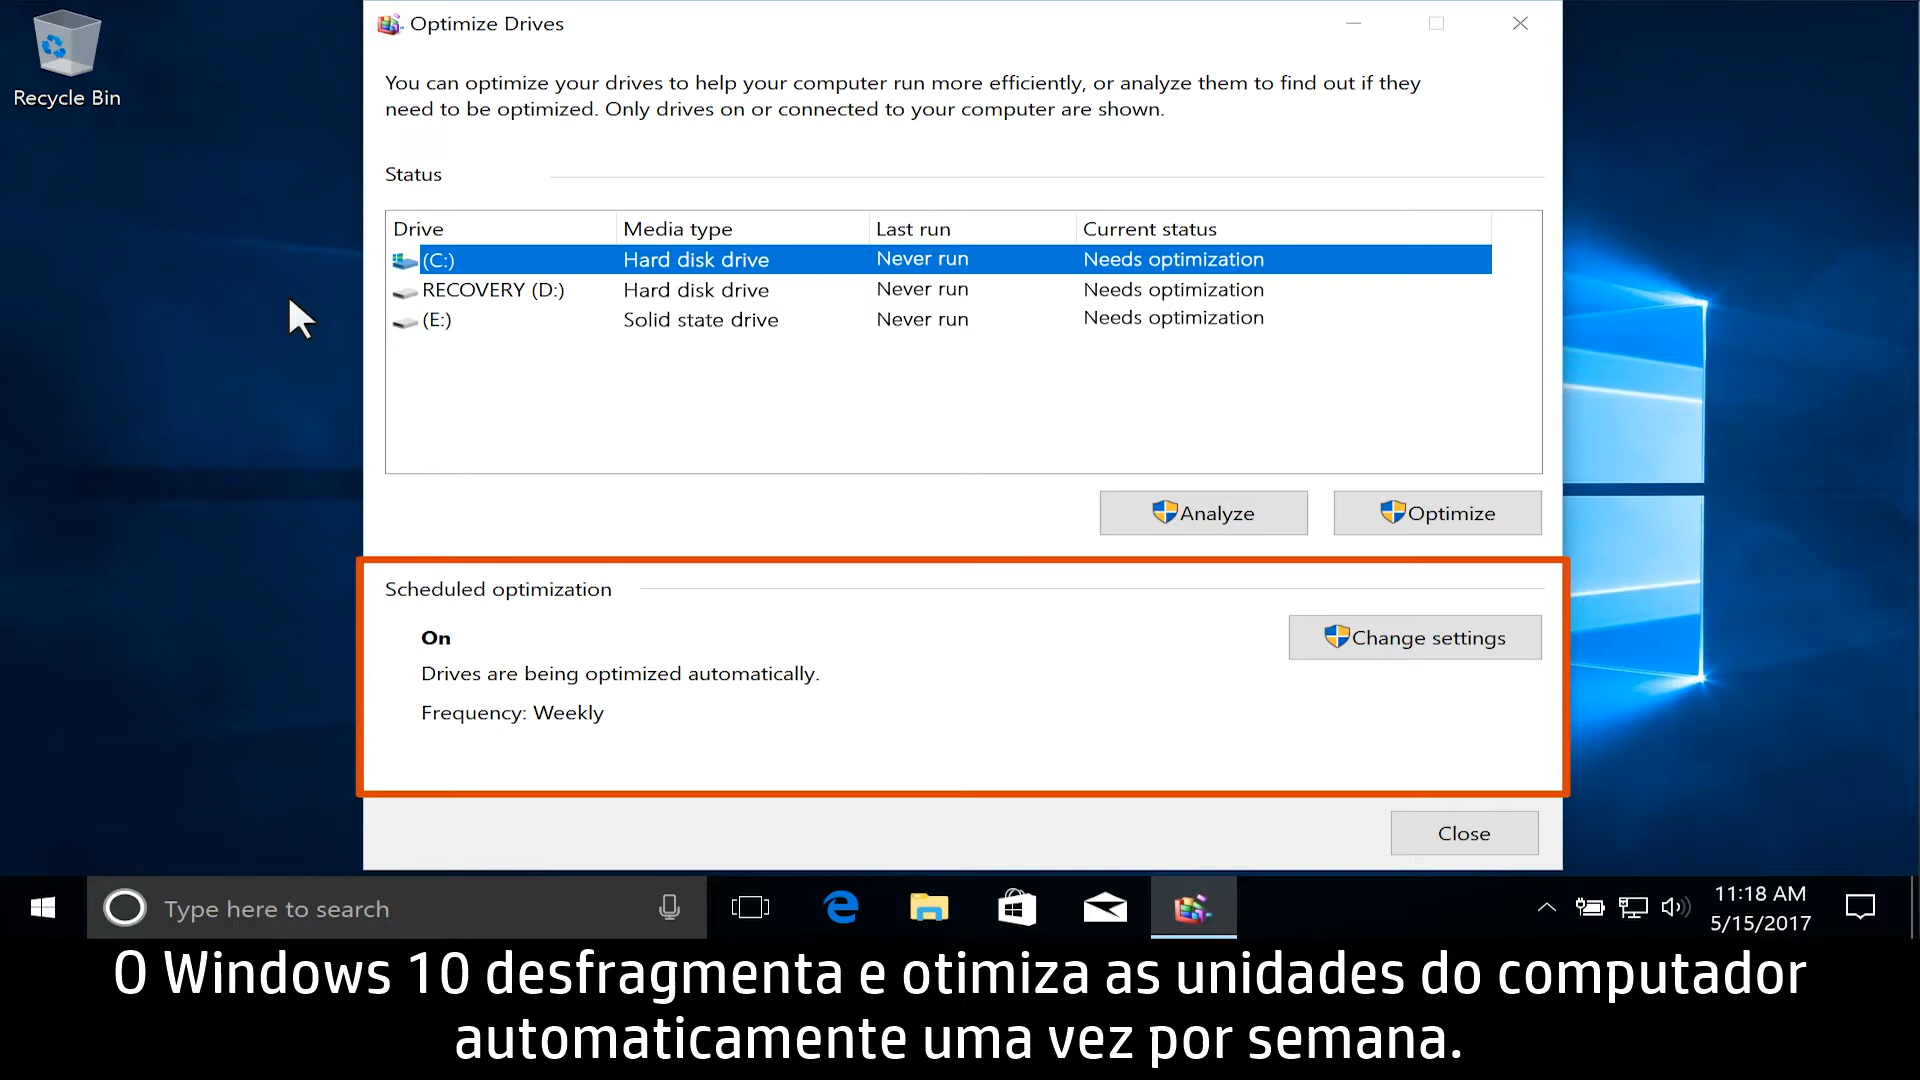 Recycle Bin
Optimize Drives
You can optimize your drives to help your computer run more efficiently, or analyze them to find out if they
need to be optimized. Only drives on or connected to your computer are shown.
Status
Drive Media type Last run Current status
(C:) Hard disk drive Never run Needs optimization
RECOVERY (D:) Hard disk drive Never run Needs optimization
(E:) Solid state drive Never run Needs optimization
Analyze Optimize
Scheduled optimization
On
Change settings
Drives are being optimized automatically.
Frequency: Weekly
Close
Type here to search
11:18 AM
5/15/2017
O Windows 10 desfragmenta e otimiza as unidades do computador
automaticamente uma vez por semana.